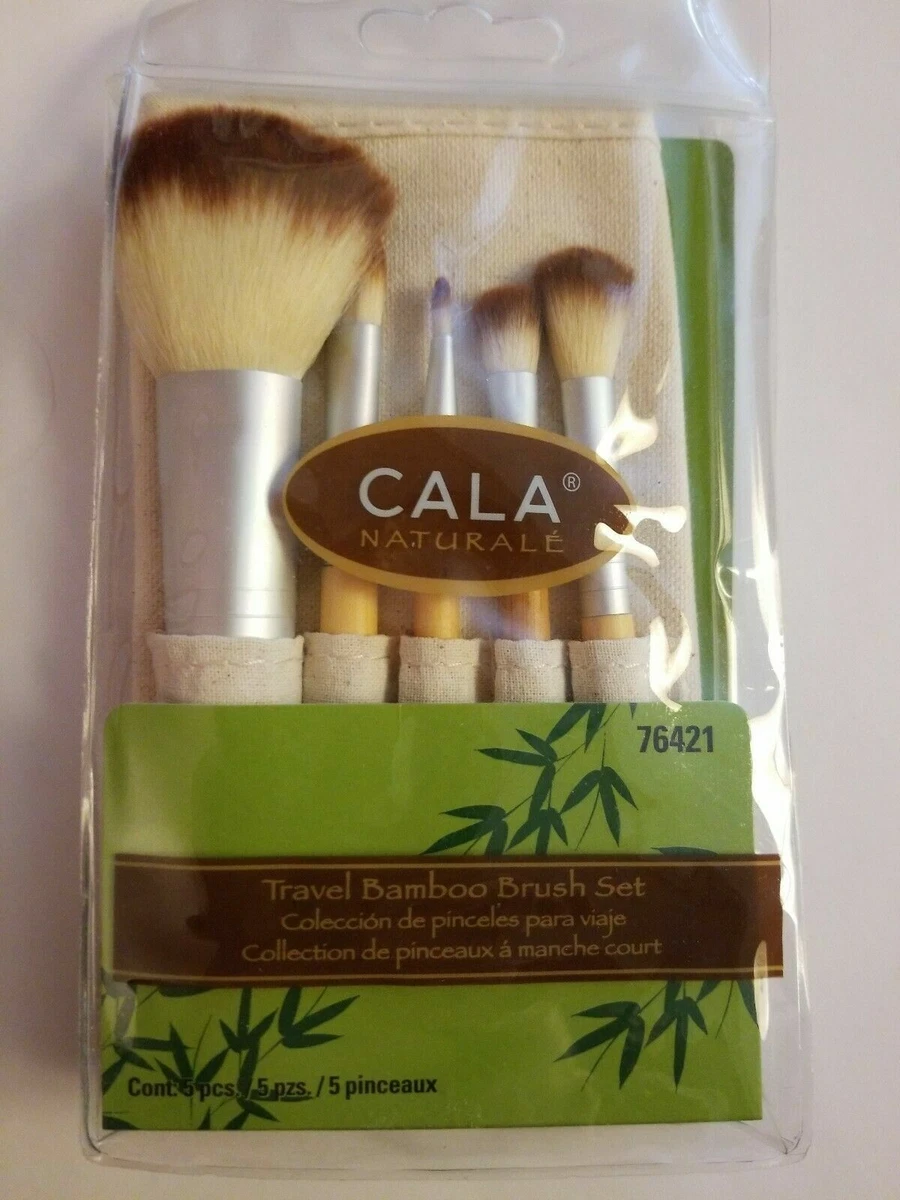 CALA®
NATURALÉ
76421
Travel Bamboo Brush Set
Colección de pinceles para viaje
Collection de pinceaux á manche court
Cont: 5 pcs. / 5 pzs. / 5 pinceaux